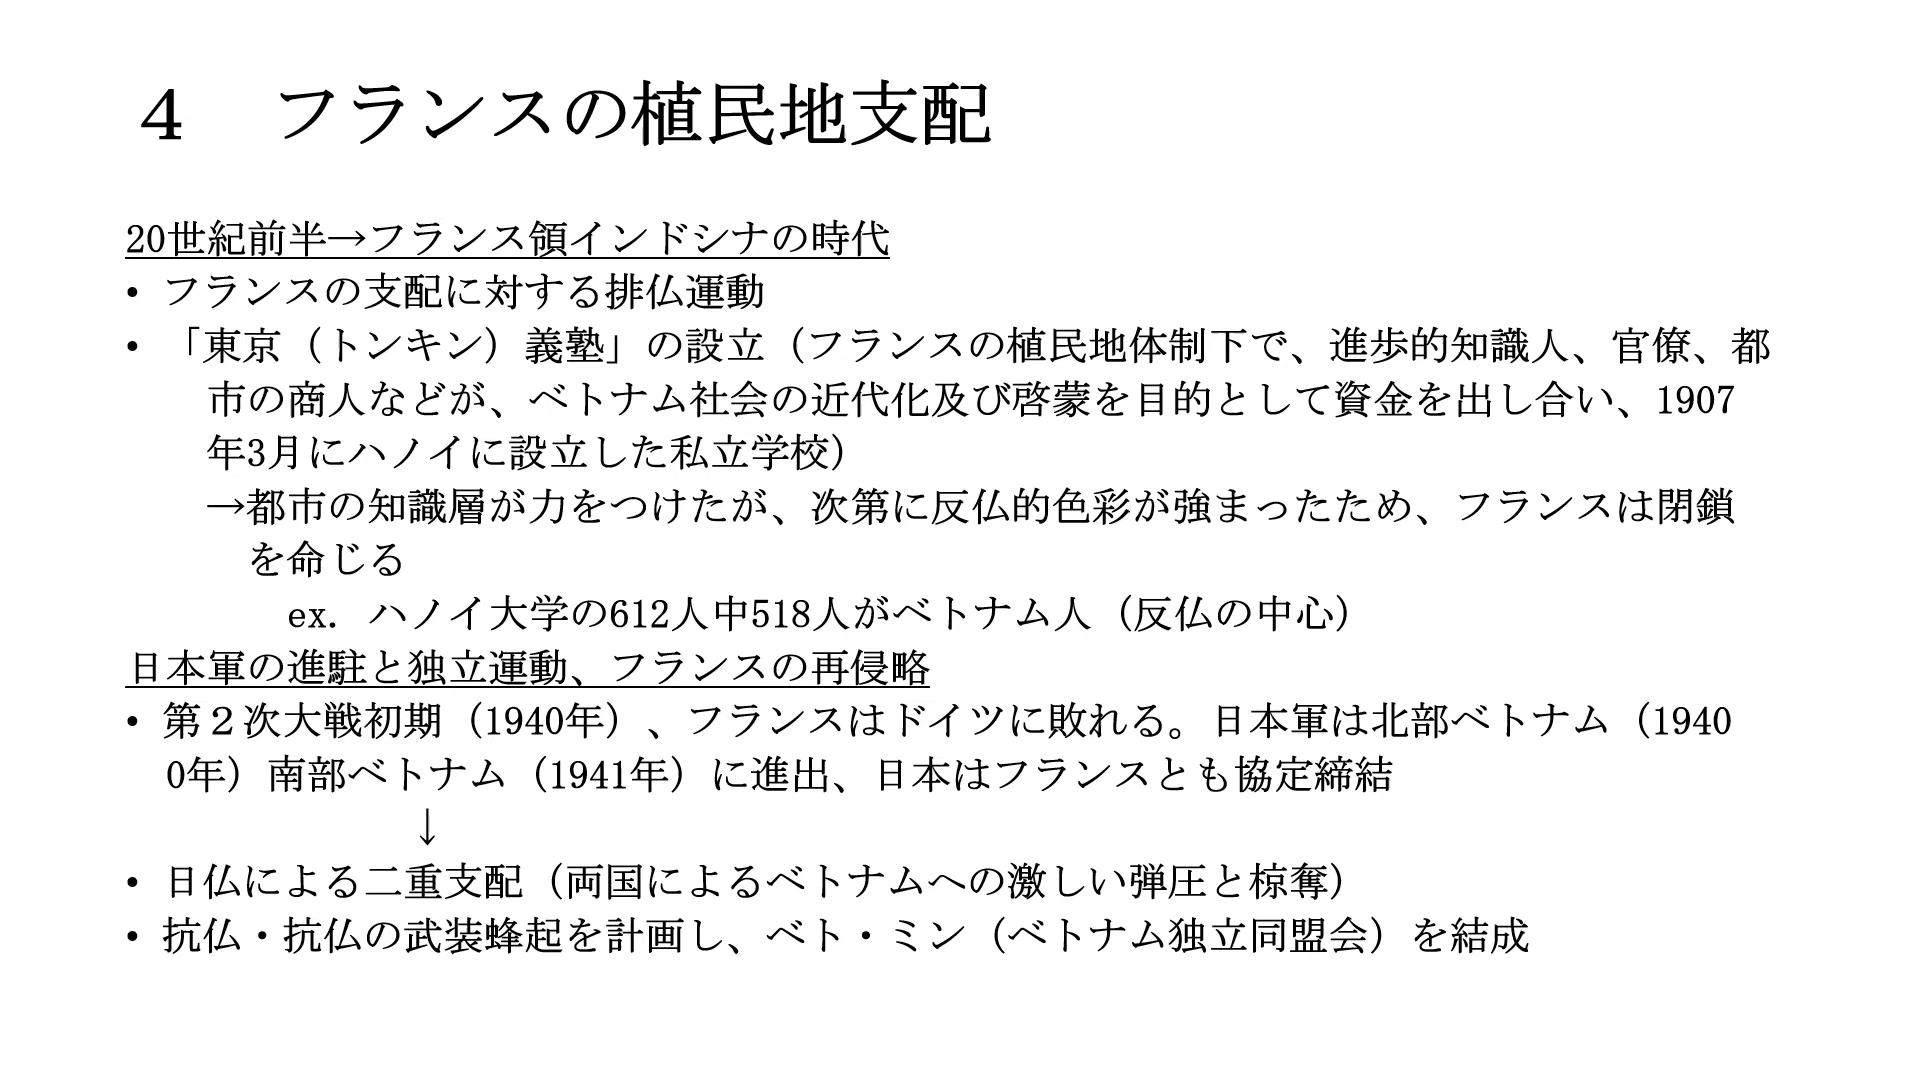 ４　フランスの植民地支配
20世紀前半→フランス領インドシナの時代
• フランスの支配に対する排仏運動
• 「東京（トンキン）義塾」の設立（フランスの植民地体制下で、進歩的知識人、官僚、都
市の商人などが、ベトナム社会の近代化及び啓蒙を目的として資金を出し合い、1907
年3月にハノイに設立した私立学校）
→都市の知識層が力をつけたが、次第に反仏的色彩が強まったため、フランスは閉鎖
を命じる
ex. ハノイ大学の612人中518人がベトナム人（反仏の中心）
日本軍の進駐と独立運動、フランスの再侵略
• 第２次大戦初期（1940年）、フランスはドイツに敗れる。日本軍は北部ベトナム（1940
0年）南部ベトナム（1941年）に進出、日本はフランスとも協定締結
↓
• 日仏による二重支配（両国によるベトナムへの激しい弾圧と椋奪）
• 抗仏・抗仏の武装蜂起を計画し、ベト・ミン（ベトナム独立同盟会）を結成